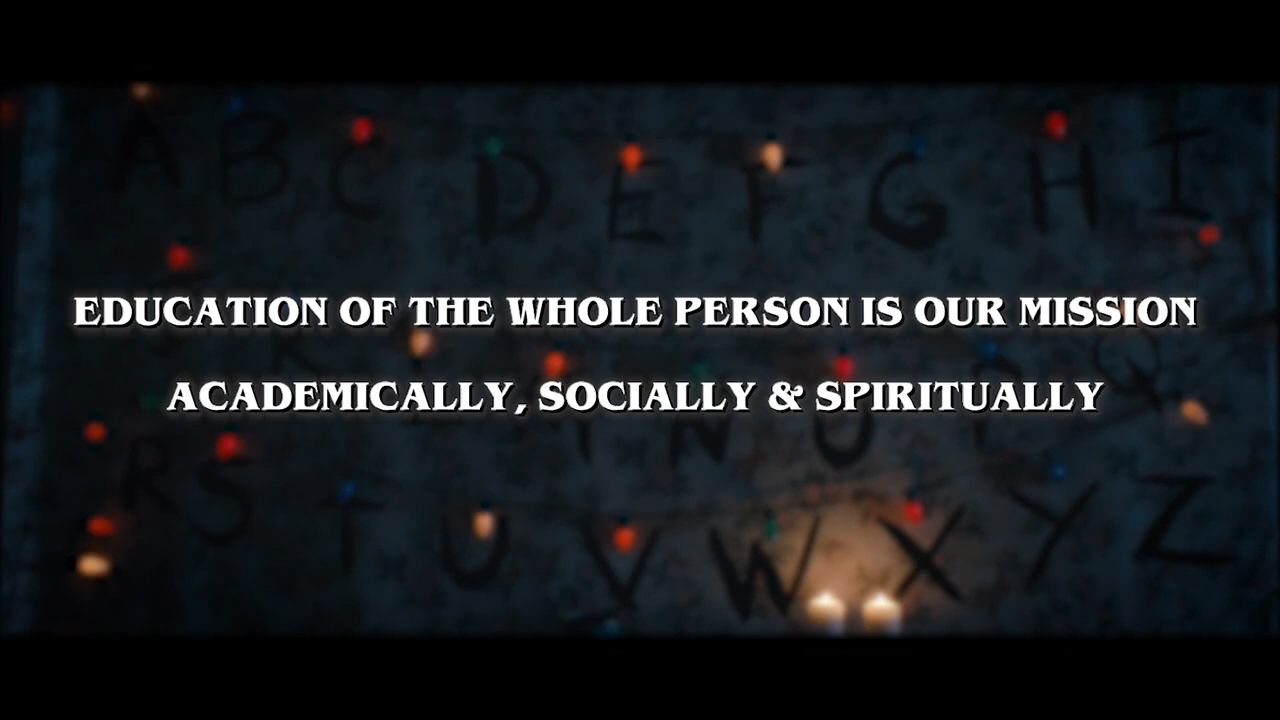 A B C D E F G H I
EDUCATION OF THE WHOLE PERSON IS OUR MISSION
ACADEMICALLY, SOCIALLY & SPIRITUALLY
K N O P Q
R S T U V W X Y Z